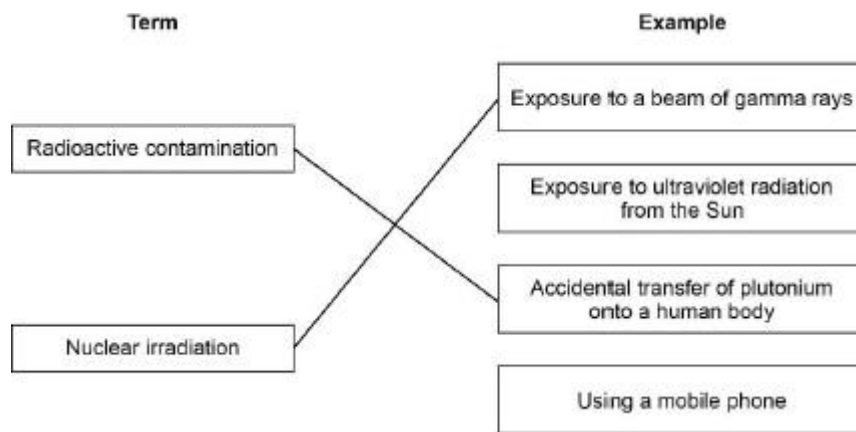 Term
Example
Radioactive contamination
Nuclear irradiation
Exposure to a beam of gamma rays
Exposure to ultraviolet radiation
from the Sun
Accidental transfer of plutonium
onto a human body
Using a mobile phone